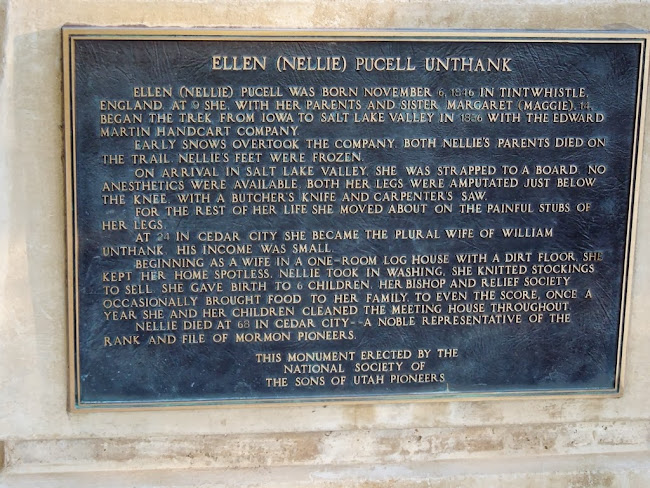 ELLEN (NELLIE) PUCELL UNTHANK
ELLEN (NELLIE) PUCELL WAS BORN NOVEMBER 6, 1846 IN TINTWHISTLE,
ENGLAND. AT 9 SHE, WITH HER PARENTS AND SISTER, MARGARET (MAGGIE), 14,
BEGAN THE TREK FROM IOWA TO SALT LAKE VALLEY IN 1856 WITH THE EDWARD
MARTIN HANDCART COMPANY.
EARLY SNOWS OVERTOOK THE COMPANY. BOTH NELLIE'S PARENTS DIED ON
THE TRAIL. NELLIE'S FEET WERE FROZEN.
ON ARRIVAL IN SALT LAKE VALLEY, SHE WAS STRAPPED TO A BOARD. NO
ANESTHETICS WERE AVAILABLE. BOTH HER LEGS WERE AMPUTATED JUST BELOW
THE KNEE, WITH A BUTCHER'S KNIFE AND CARPENTER'S SAW.
FOR THE REST OF HER LIFE SHE MOVED ABOUT ON THE PAINFUL STUBS OF
HER LEGS.
AT 24 IN CEDAR CITY SHE BECAME THE PLURAL WIFE OF WILLIAM
UNTHANK. HIS INCOME WAS SMALL.
BEGINNING AS A WIFE IN A ONE-ROOM LOG HOUSE WITH A DIRT FLOOR, SHE
KEPT HER HOME SPOTLESS. NELLIE TOOK IN WASHING. SHE KNITTED STOCKINGS
TO SELL. SHE GAVE BIRTH TO 6 CHILDREN. HER BISHOP AND RELIEF SOCIETY
OCCASIONALLY BROUGHT FOOD TO HER FAMILY. TO EVEN THE SCORE, ONCE A
YEAR SHE AND HER CHILDREN CLEANED THE MEETING HOUSE THROUGHOUT.
NELLIE DIED AT 68 IN CEDAR CITY--A NOBLE REPRESENTATIVE OF THE
RANK AND FILE OF MORMON PIONEERS.
THIS MONUMENT ERECTED BY THE
NATIONAL SOCIETY OF
THE SONS OF UTAH PIONEERS